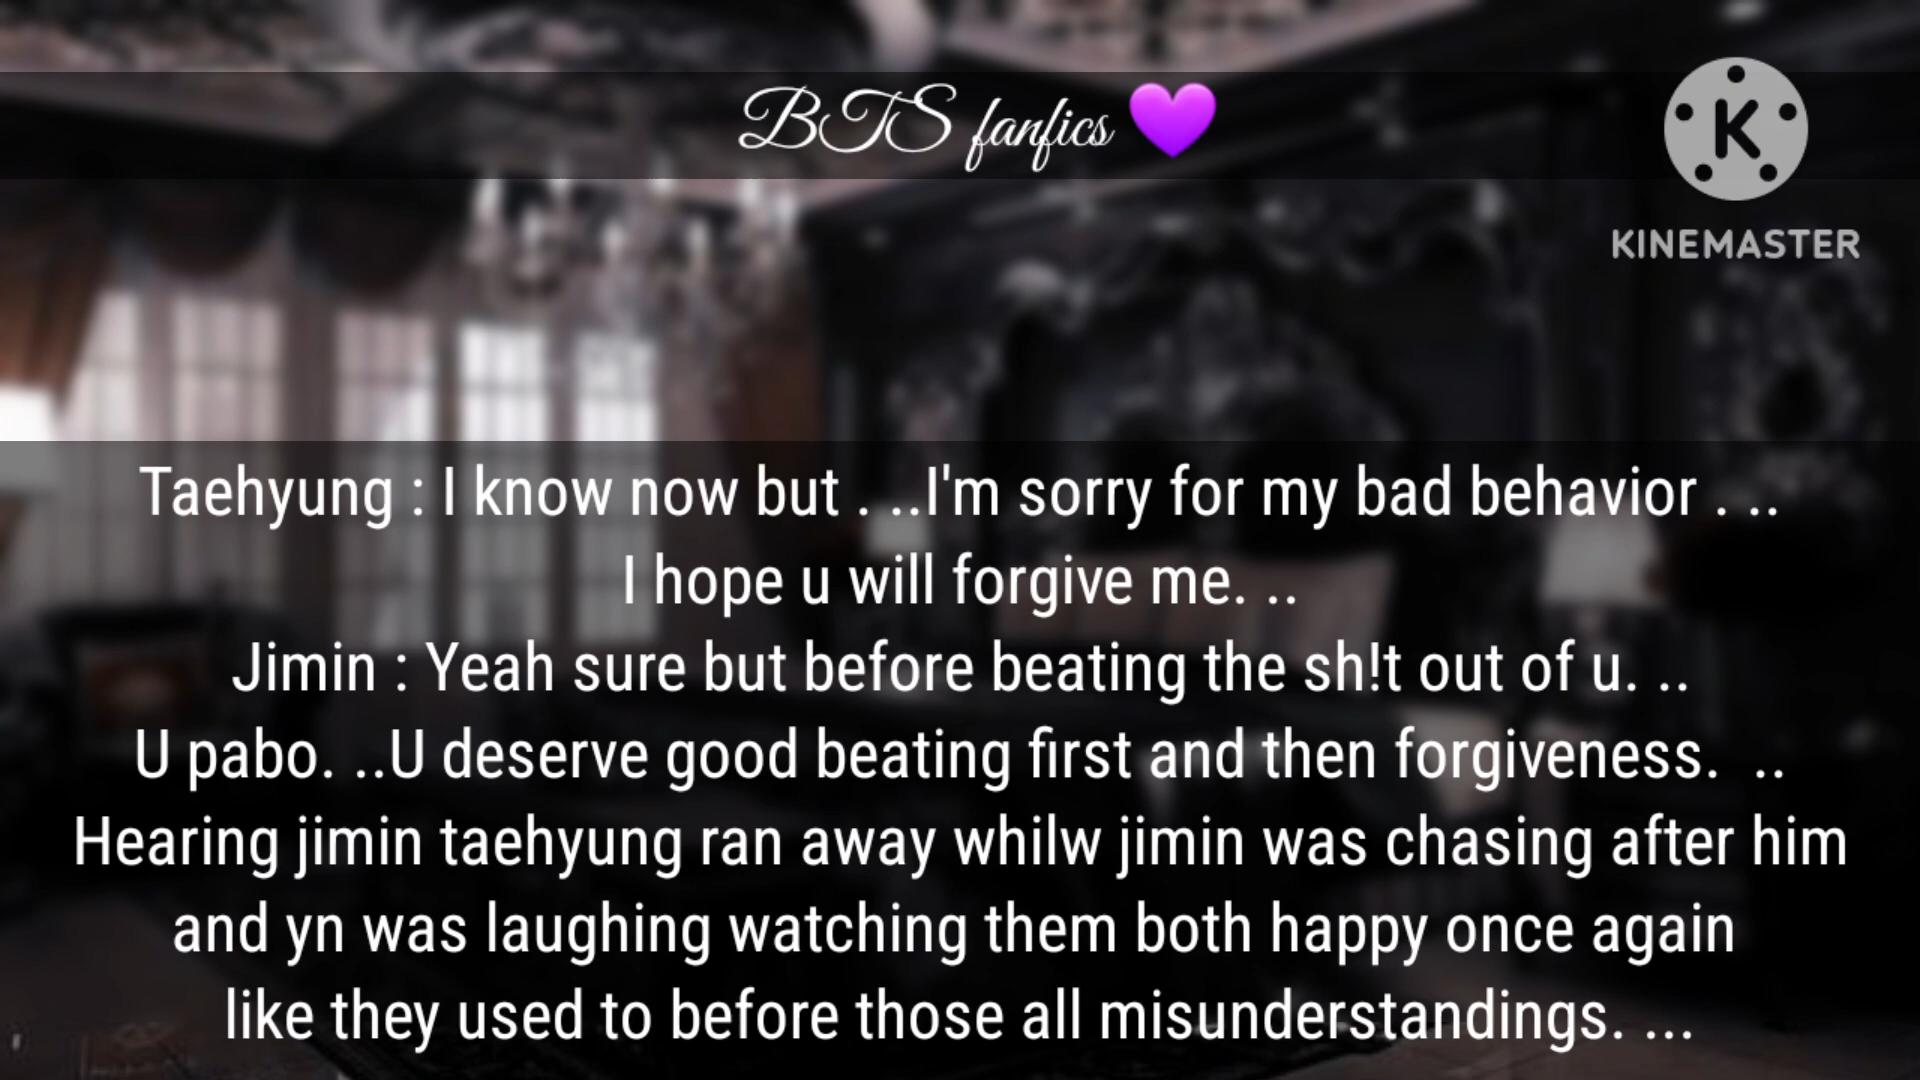 BTS fanfics 💜
K
KINEMASTER
Taehyung : I know now but . ..I'm sorry for my bad behavior . ..
I hope u will forgive me. ..
Jimin : Yeah sure but before beating the sh!t out of u. ..
U pabo. ..U deserve good beating first and then forgiveness.  ..
Hearing jimin taehyung ran away whilw jimin was chasing after him
and yn was laughing watching them both happy once again
like they used to before those all misunderstandings. ...